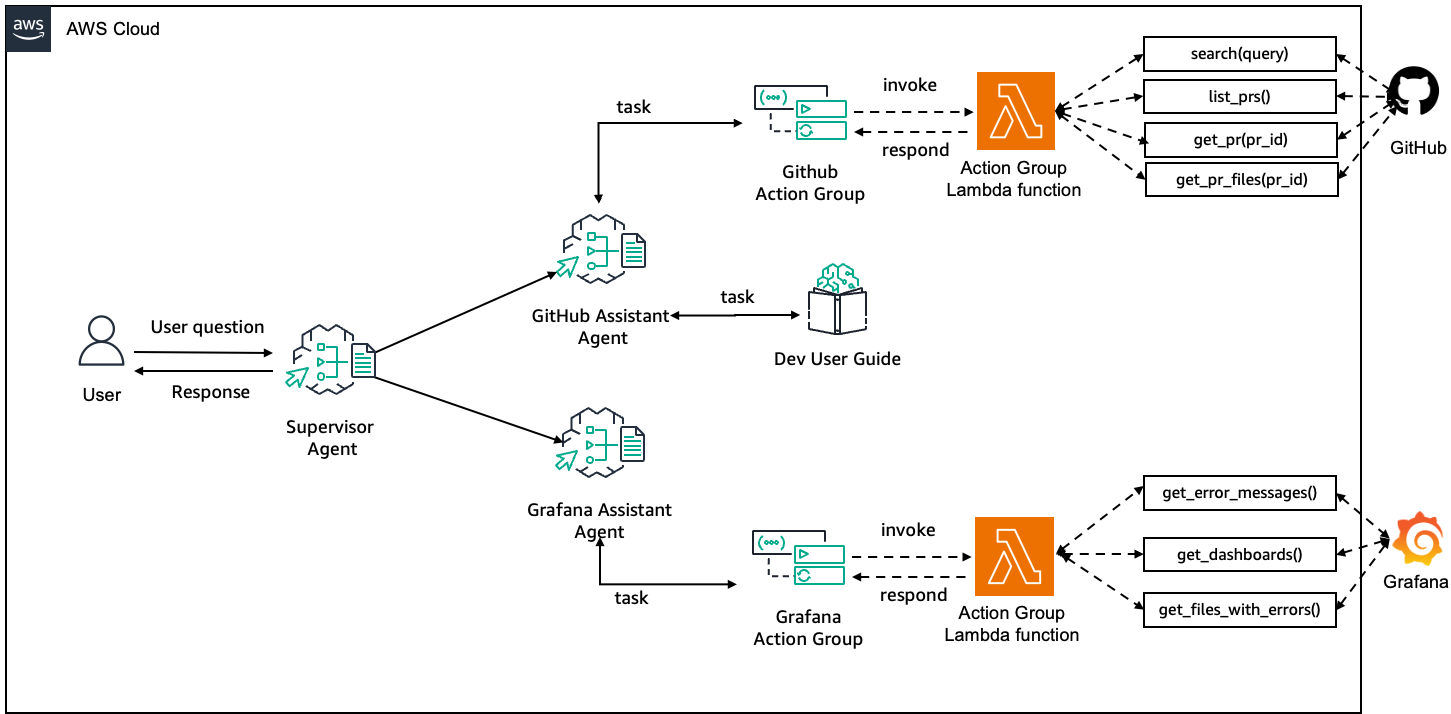 aws
AWS Cloud
User question
Response
User
Supervisor
Agent
task
GitHub Assistant
Agent
task
Dev User Guide
Github
Action Group
invoke
respond
Action Group
Lambda function
search(query)
list_prs()
get_pr(pr_id)
get_pr_files(pr_id)
GitHub
Grafana Assistant
Agent
task
Grafana
Action Group
invoke
respond
Action Group
Lambda function
get_error_messages()
get_dashboards()
get_files_with_errors()
Grafana